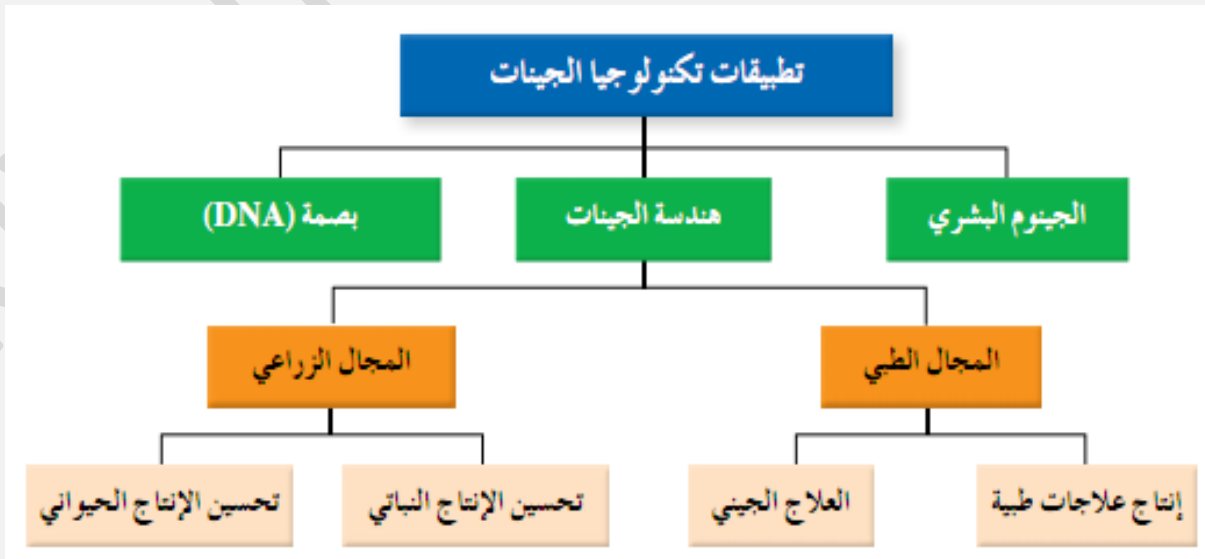 تطبيقات تكنولوجيا الجينات
الجينوم البشري
هندسة الجينات
بصمة (DNA)
المجال الطبي
المجال الزراعي
إنتاج علاجات طبية
العلاج الجيني
تحسين الإنتاج النباتي
تحسين الإنتاج الحيواني